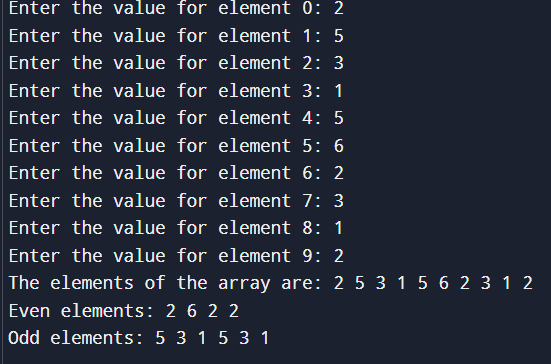 Enter the value for element 0: 2
Enter the value for element 1: 5
Enter the value for element 2: 3
Enter the value for element 3: 1
Enter the value for element 4: 5
Enter the value for element 5: 6
Enter the value for element 6: 2
Enter the value for element 7: 3
Enter the value for element 8: 1
Enter the value for element 9: 2
The elements of the array are: 2 5 3 1 5 6 2 3 1 2
Even elements: 2 6 2 2
Odd elements: 5 3 1 5 3 1